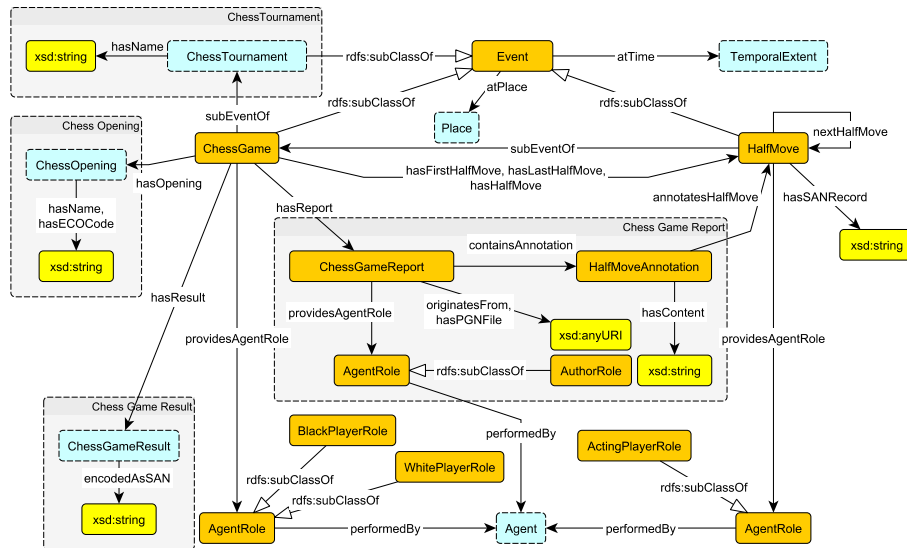 ChessTournament
hasName
xsd:string
ChessTournament
rdfs:subClassOf
Event
atTime
TemporalExtent
atPlace
rdfs:subClassOf
rdfs:subClassOf
subEventOf
Place
nextHalfMove
Chess Opening
ChessGame
subEventOf
HalfMove
ChessOpening
hasOpening
hasFirstHalfMove, hasLastHalfMove,
hasHalfMove
annotatesHalfMove
hasSANRecord
hasName,
hasECOCode
hasReport
Chess Game Report
containsAnnotation
xsd:string
xsd:string
ChessGameReport
HalfMoveAnnotation
hasResult
providesAgentRole
originatesFrom,
hasPGNFile
hasContent
providesAgentRole
xsd:anyURI
providesAgentRole
AgentRole
rdfs:subClassOf
AuthorRole
xsd:string
Chess Game Result
BlackPlayerRole
performedBy
ActingPlayerRole
ChessGameResult
WhitePlayerRole
encodedAsSAN
rdfs:subClassOf
rdfs:subClassOf
rdfs:subClassOf
xsd:string
AgentRole
performedBy
Agent
performedBy
AgentRole